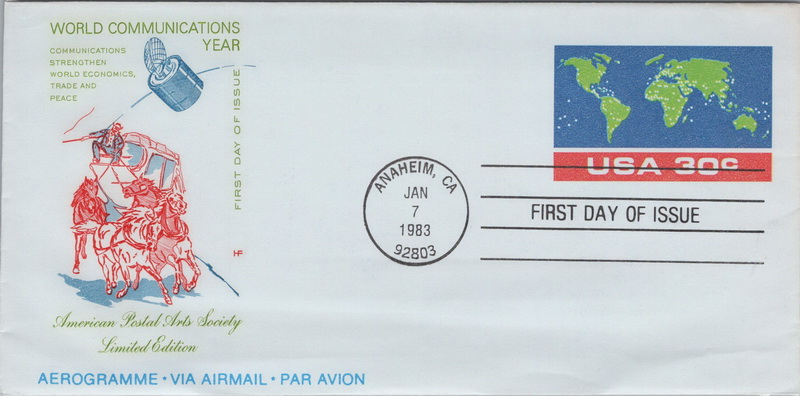 WORLD COMMUNICATIONS
YEAR
COMMUNICATIONS
STRENGTHEN
WORLD ECONOMICS,
TRADE AND
PEACE
FIRST DAY OF ISSUE
HF
American Postal Arts Society
Limited Edition
AEROGRAMME • VIA AIRMAIL • PAR AVION
USA 30c
ANAHEIM, CA
JAN
7
1983
92803
FIRST DAY OF ISSUE